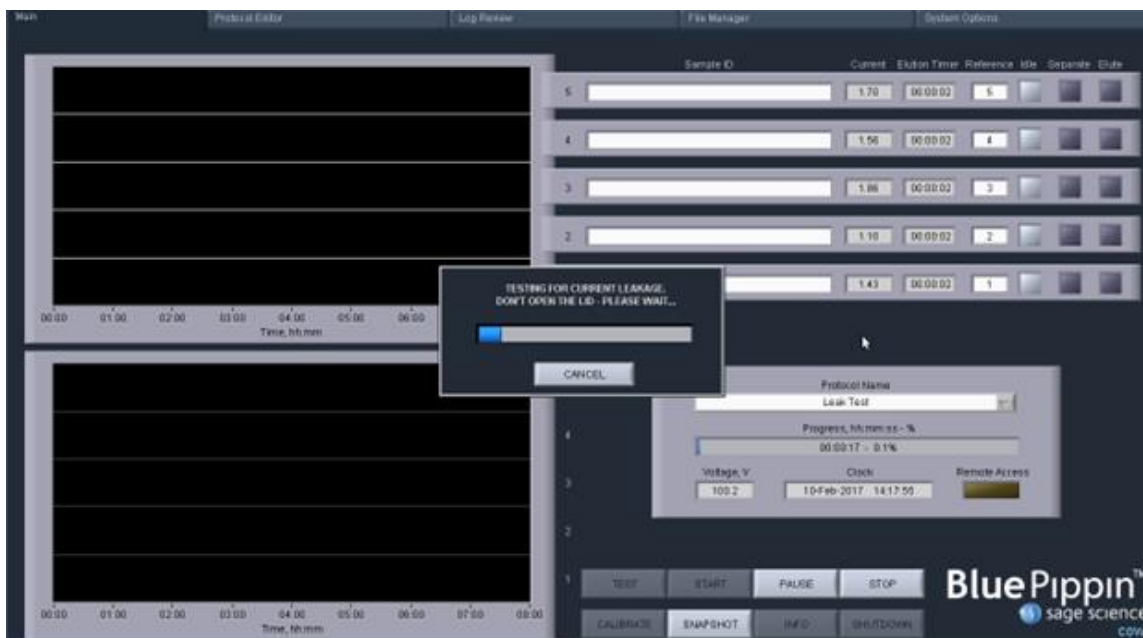 Main Protocol Editor Log Review File Manager System Options
Sample ID Current Elution Timer Reference Idle Separate Elute
5 1.70 00:00:02 5
4 1.56 00:00:02 4
3 1.86 00:00:02 3
2 1.10 00:00:02 2
1.43 00:00:02 1
TESTING FOR CURRENT LEAKAGE.
DON'T OPEN THE LID - PLEASE WAIT...
CANCEL
00:00 01:00 02:00 03:00 04:00 05:00 06:00
Time, hh:mm
Protocol Name
Leak Test
Progress, hh:mm:ss - %
00:00:17 - 0.1%
Voltage, V Clock Remote Access
100.2 10-Feb-2017 14:17:56
4
3
2
1
00:00 01:00 02:00 03:00 04:00 05:00 06:00 07:00 08:00
Time, hh:mm
TEST START PAUSE STOP
CALIBRATE SNAPSHOT INFO SHUTDOWN
BluePippin™
sage science